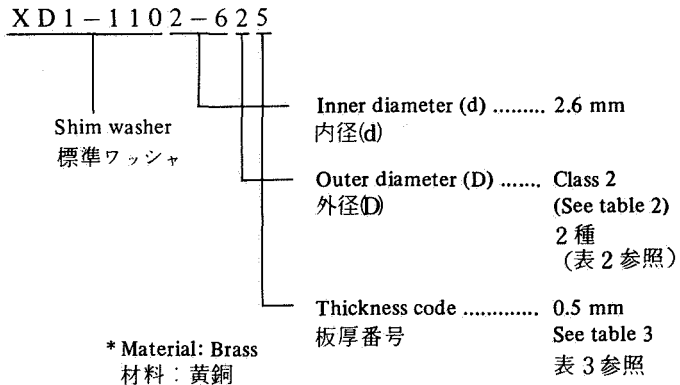 XD1-1102-625
Inner diameter (d) ......... 2.6 mm
内径(d)
Shim washer
標準ワッシャ
Outer diameter (D) ....... Class 2
外径(D)
(See table 2)
2種
(表2参照)
Thickness code ............. 0.5 mm
板厚番号
See table 3
表3参照
* Material: Brass
材料:黄銅